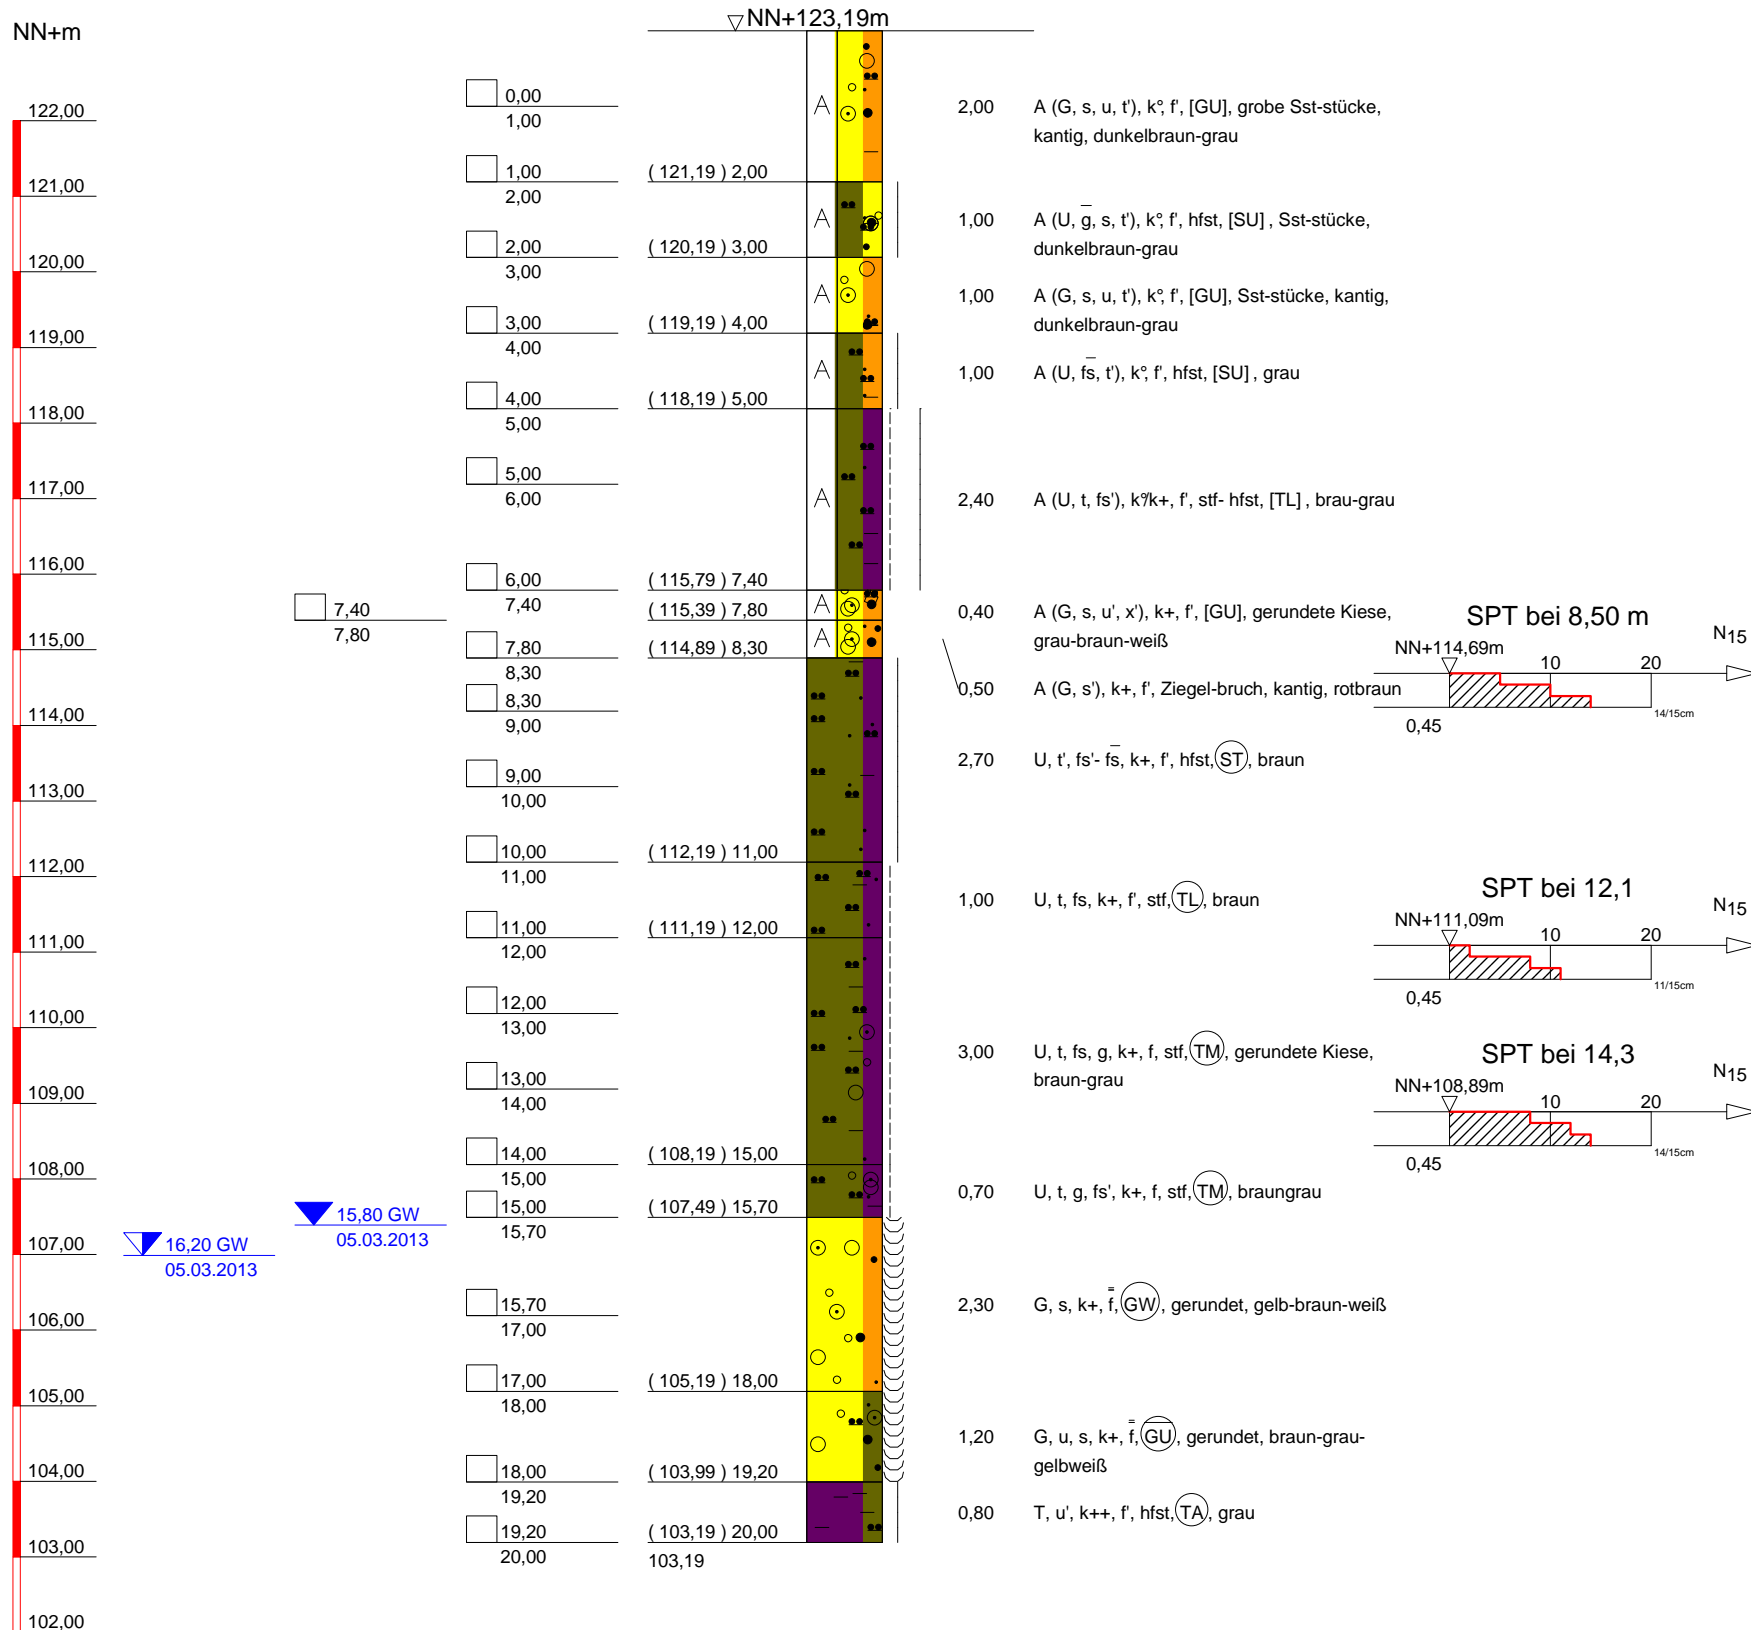 NN+m
NN+123,19m
122,00
121,00
120,00
119,00
118,00
117,00
116,00
115,00
114,00
113,00
112,00
111,00
110,00
109,00
108,00
107,00
106,00
105,00
104,00
103,00
102,00
16,20 GW
05.03.2013
15,80 GW
05.03.2013
7,40
7,80
0,00
1,00
1,00
2,00
2,00
3,00
3,00
4,00
4,00
5,00
5,00
6,00
6,00
7,40
7,80
8,30
8,30
9,00
9,00
10,00
10,00
11,00
11,00
12,00
12,00
13,00
13,00
14,00
14,00
15,00
15,00
15,70
15,70
17,00
17,00
18,00
18,00
19,20
19,20
20,00
( 121,19 ) 2,00
( 120,19 ) 3,00
( 119,19 ) 4,00
( 118,19 ) 5,00
( 115,79 ) 7,40
( 115,39 ) 7,80
( 114,89 ) 8,30
( 112,19 ) 11,00
( 111,19 ) 12,00
( 108,19 ) 15,00
( 107,49 ) 15,70
( 105,19 ) 18,00
( 103,99 ) 19,20
( 103,19 ) 20,00
103,19
A
A
A
A
A
A
A
2,00 A (G, s, u, t'), k°, f', [GU], grobe Sst-stücke,
kantig, dunkelbraun-grau
1,00 A (U, g̅, s, t'), k°, f', hfst, [SU] , Sst-stücke,
dunkelbraun-grau
1,00 A (G, s, u, t'), k°, f', [GU], Sst-stücke, kantig,
dunkelbraun-grau
1,00 A (U, f̅s̅, t'), k°, f', hfst, [SU] , grau
2,40 A (U, t, fs'), k°/k+, f', stf- hfst, [TL] , brau-grau
0,40 A (G, s, u', x'), k+, f', [GU], gerundete Kiese,
grau-braun-weiß
0,50 A (G, s'), k+, f', Ziegel-bruch, kantig, rotbraun
2,70 U, t', fs'- f̅s̅, k+, f', hfst, ST, braun
1,00 U, t, fs, k+, f', stf, TL, braun
3,00 U, t, fs, g, k+, f, stf, TM, gerundete Kiese,
braun-grau
0,70 U, t, g, fs', k+, f, stf, TM, braungrau
2,30 G, s, k+, f̿, GW, gerundet, gelb-braun-weiß
1,20 G, u, s, k+, f̿, G̅U̅, gerundet, braun-grau-
gelbweiß
0,80 T, u', k++, f', hfst, TA, grau
SPT bei 8,50 m
NN+114,69m
10 20
N15
0,45
14/15cm
SPT bei 12,1
NN+111,09m
10 20
N15
0,45
11/15cm
SPT bei 14,3
NN+108,89m
10 20
N15
0,45
14/15cm